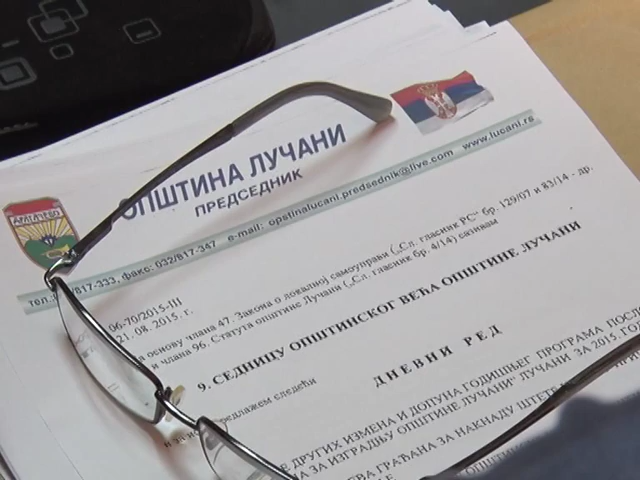 ОПШТИНА ЛУЧАНИ
ПРЕДСЕДНИК
тел. 817-333, факс: 032/817-347 e-mail: opstinalucani.predsednik@live.com www.lucani.rs
06-70/2015-III
21. 08. 2015. г.
основу члана 47. Закона о локалној самоуправи („Сл. гласник РС“ бр. 129/07 и 83/14 - др.
и члана 96. Статута општине Лучани („Сл. гласник бр. 4/14) сазивам
9. СЕДНИЦУ ОПШТИНСКОГ ВЕЋА ОПШТИНЕ ЛУЧАНИ
и за предлажем следећи
Д Н Е В Н И Р Е Д
ДРУГИХ ИЗМЕНА И ДОПУНА ГОДИШЊЕГ ПРОГРАМА
ЗА ИЗГРАДЊУ ОПШТИНЕ ЛУЧАНИ" ЗА 2015.
ГРАЂАНА ЗА НАКНАДУ ШТЕТЕ